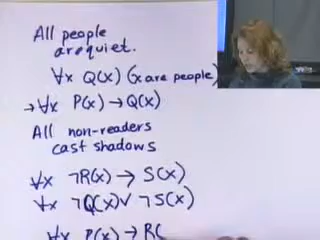 All people
are quiet.
∀x Q(x) (x are people)
→ ∀x P(x) → Q(x)
All non-readers
cast shadows
∀x ¬R(x) → S(x)
∀x ¬Q(x) ∨ ¬S(x)
∀x P(x) → R(